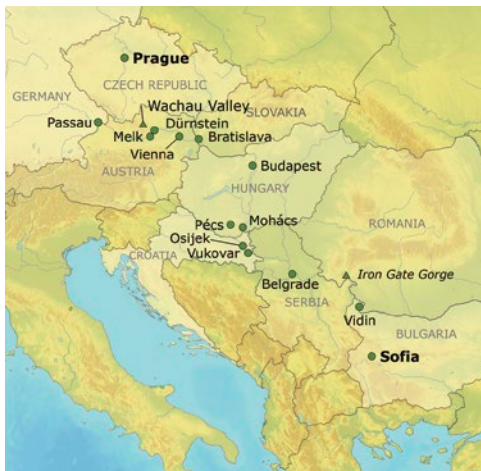 Prague
CZECH REPUBLIC
GERMANY
Wachau Valley
SLOVAKIA
Passau
Dürnstein
Melk
Bratislava
Vienna
Budapest
AUSTRIA
HUNGARY
Pécs
Mohács
ROMANIA
Osijek
CROATIA
Vukovar
Iron Gate Gorge
Belgrade
SERBIA
Vidin
BULGARIA
Sofia